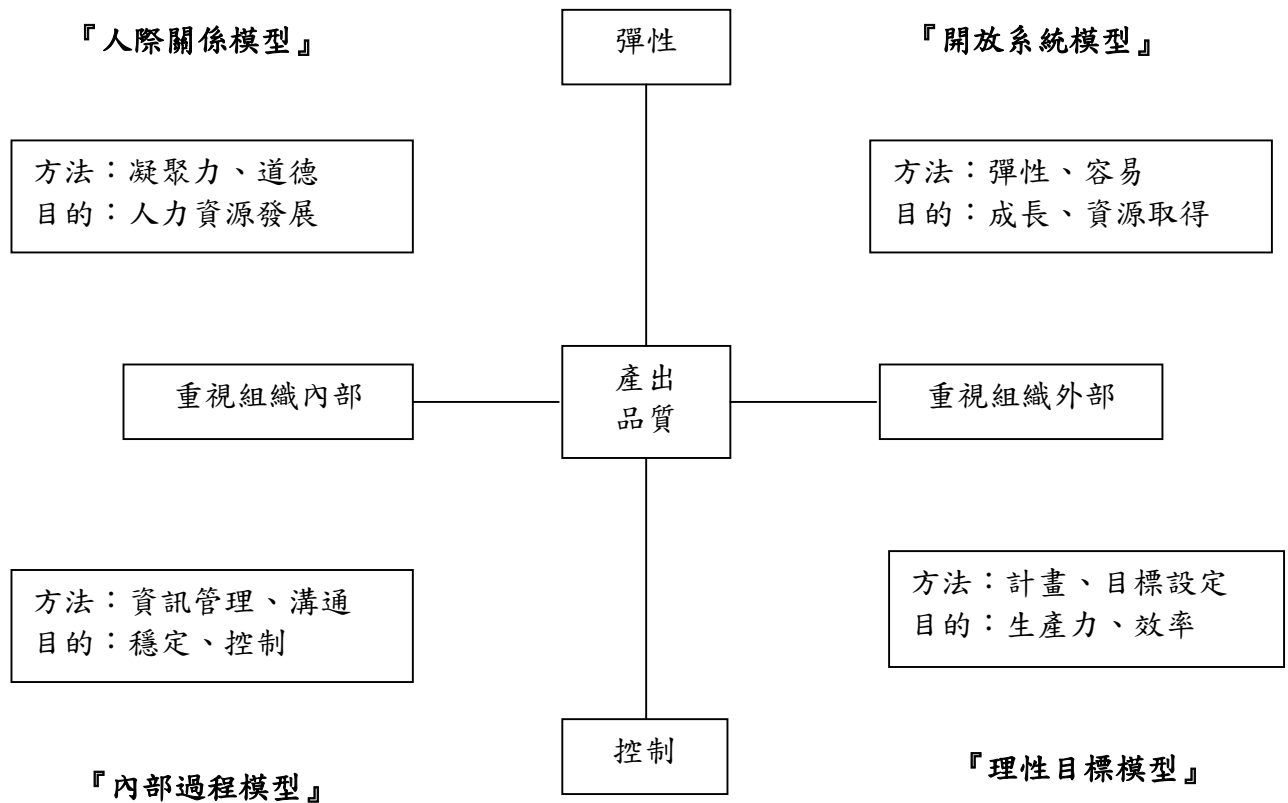 『人際關係模型』
彈性
『開放系統模型』
方法：凝聚力、道德
目的：人力資源發展
方法：彈性、容易
目的：成長、資源取得
重視組織內部
產出
品質
重視組織外部
方法：資訊管理、溝通
目的：穩定、控制
方法：計畫、目標設定
目的：生產力、效率
控制
『內部過程模型』
『理性目標模型』